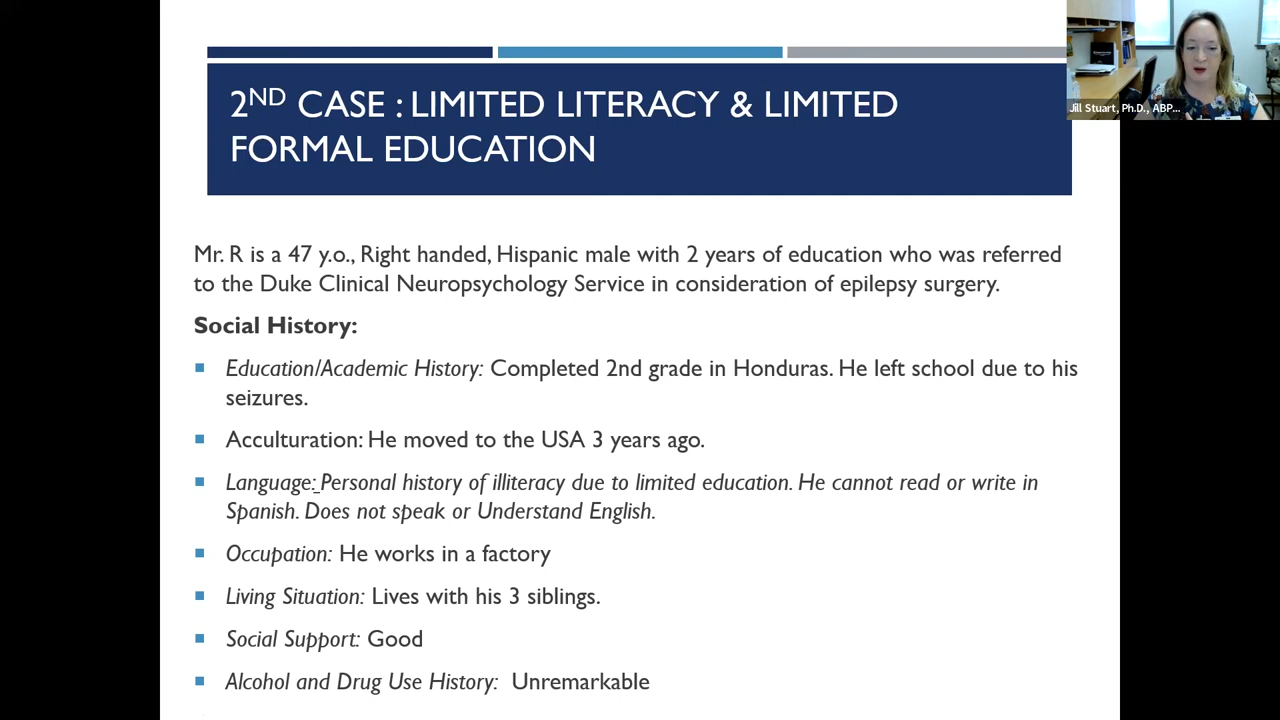 2ND CASE : LIMITED LITERACY & LIMITED
FORMAL EDUCATION
Jill Stuart, Ph.D., ABP...
Mr. R is a 47 y.o., Right handed, Hispanic male with 2 years of education who was referred
to the Duke Clinical Neuropsychology Service in consideration of epilepsy surgery.
Social History:
Education/Academic History: Completed 2nd grade in Honduras. He left school due to his
seizures.
Acculturation: He moved to the USA 3 years ago.
Language: Personal history of illiteracy due to limited education. He cannot read or write in
Spanish. Does not speak or Understand English.
Occupation: He works in a factory
Living Situation: Lives with his 3 siblings.
Social Support: Good
Alcohol and Drug Use History: Unremarkable